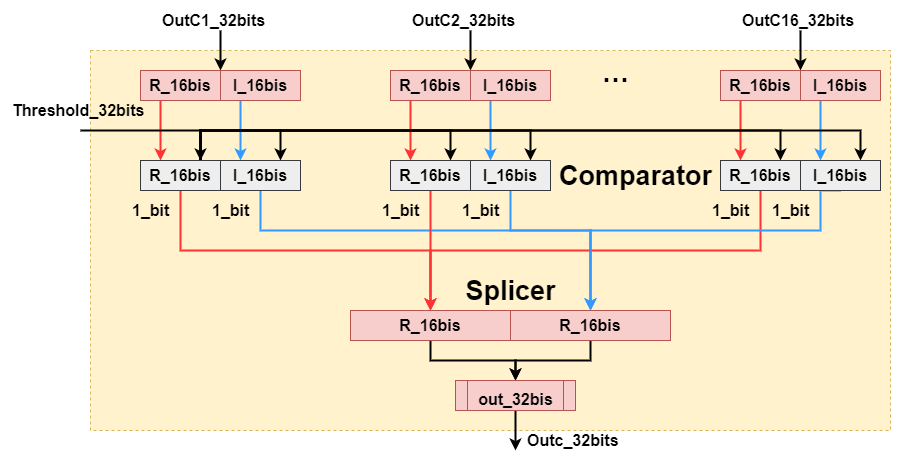 OutC1_32bits
OutC2_32bits
OutC16_32bits
R_16bis
I_16bis
R_16bis
I_16bis
...
R_16bis
I_16bis
Threshold_32bits
R_16bis
I_16bis
R_16bis
I_16bis
Comparator
R_16bis
I_16bis
1_bit
1_bit
1_bit
1_bit
1_bit
1_bit
Splicer
R_16bis
R_16bis
out_32bis
Outc_32bits